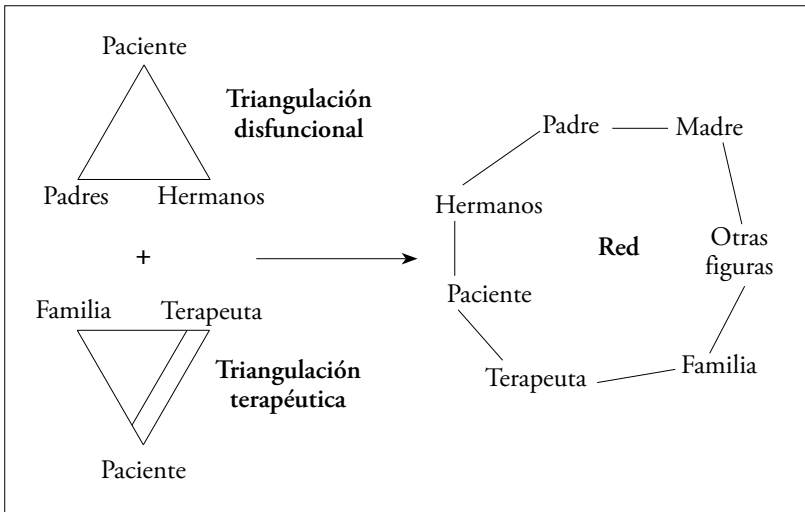 Paciente
Triangulación
disfuncional
Padres
Hermanos
+
Familia
Terapeuta
Triangulación
terapéutica
Paciente
Padre
Madre
Hermanos
Red
Otras
figuras
Paciente
Terapeuta
Familia